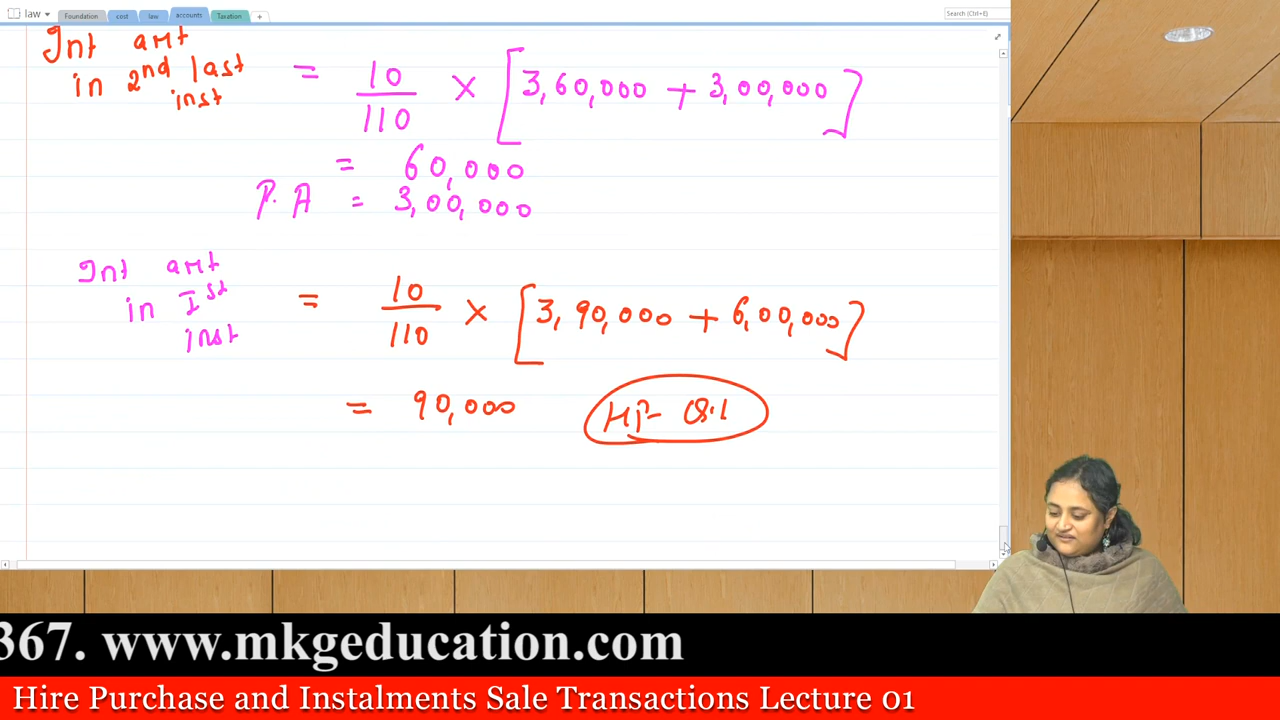 law
Foundation
cost
law
accounts
Taxation
Search (Ctrl+E)
Int amt in 2nd last inst = 10/110 × [3,60,000 + 3,00,000]
= 60,000
P.A = 3,00,000
Int amt in Ist inst = 10/110 × [3,90,000 + 6,00,000]
= 90,000
HP- Q.1
367. www.mkgeducation.com
Hire Purchase and Instalments Sale Transactions Lecture 01